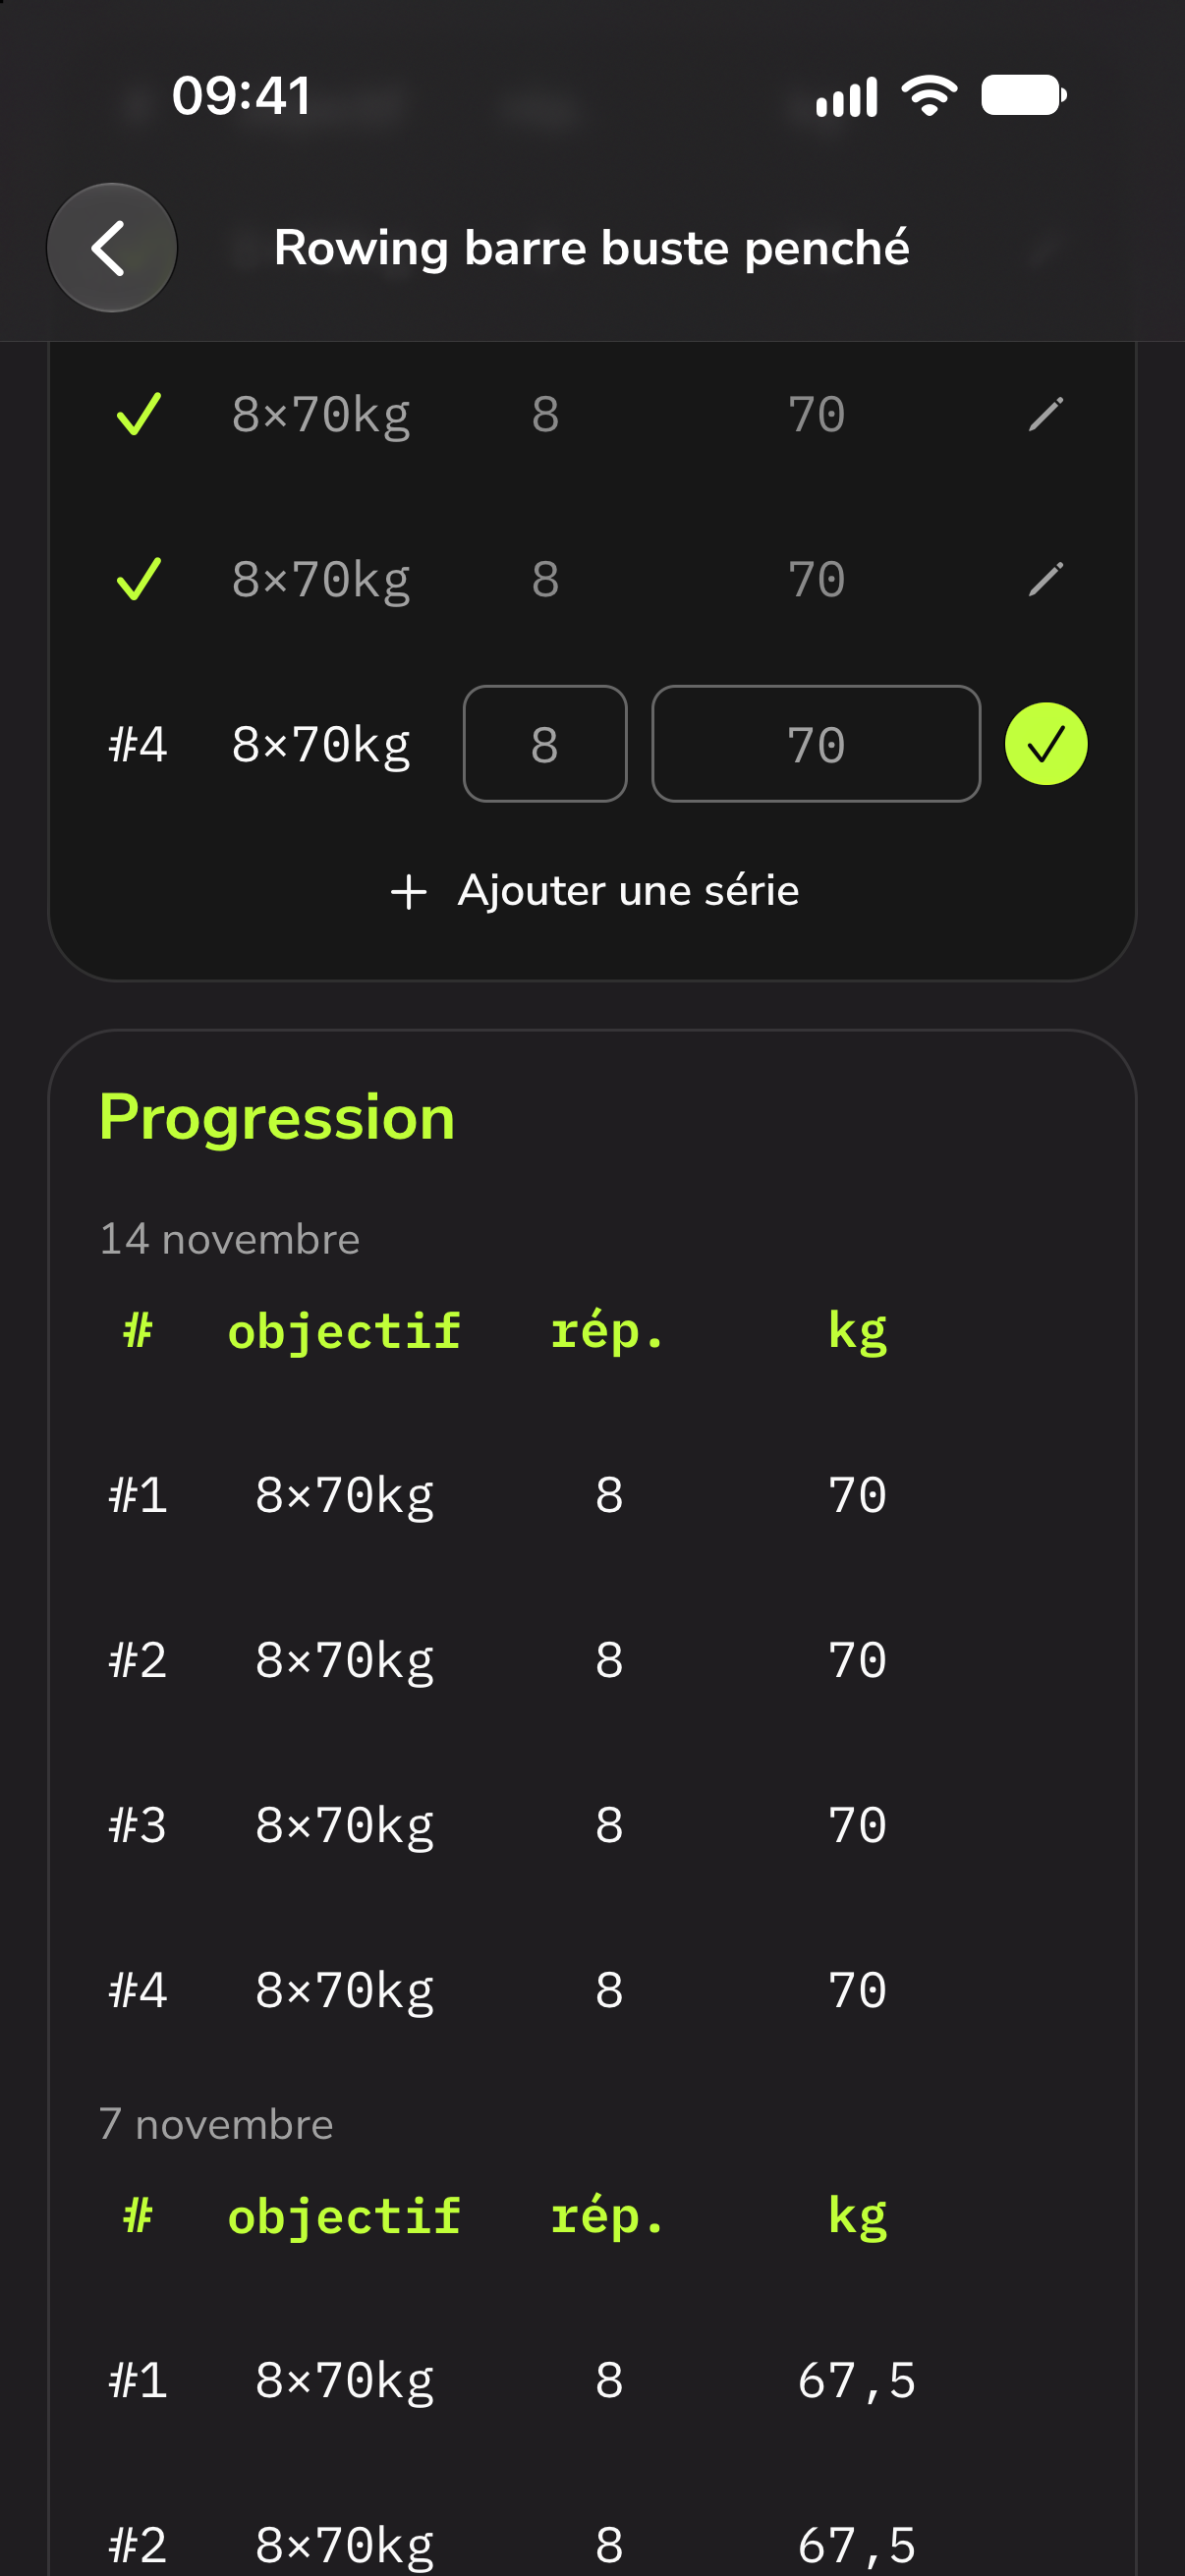 09:41
Rowing barre buste penché
8×70kg 8 70
8×70kg 8 70
#4 8×70kg 8 70
+ Ajouter une série
Progression
14 novembre
# objectif rép. kg
#1 8×70kg 8 70
#2 8×70kg 8 70
#3 8×70kg 8 70
#4 8×70kg 8 70
7 novembre
# objectif rép. kg
#1 8×70kg 8 67,5
#2 8×70kg 8 67,5